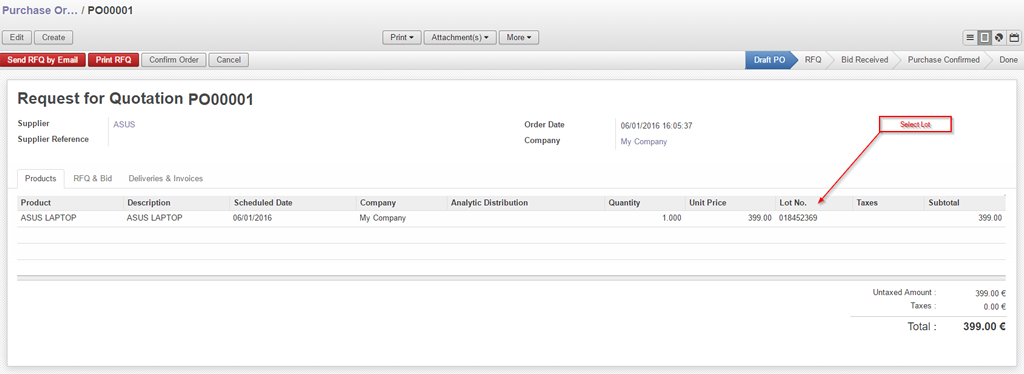 Purchase Or... / PO00001
Edit Create Print Attachment(s) More
Send RFQ by Email Print RFQ Confirm Order Cancel Draft PO RFQ Bid Received Purchase Confirmed Done
Request for Quotation PO00001
Supplier ASUS Order Date 06/01/2016 16:05:37 Select Lot
Supplier Reference Company My Company
Products RFQ & Bid Deliveries & Invoices
Product Description Scheduled Date Company Analytic Distribution Quantity Unit Price Lot No. Taxes Subtotal
ASUS LAPTOP ASUS LAPTOP 06/01/2016 My Company 1.000 399.00 018452369 399.00
Untaxed Amount : 399.00 €
Taxes : 0.00 €
Total : 399.00 €